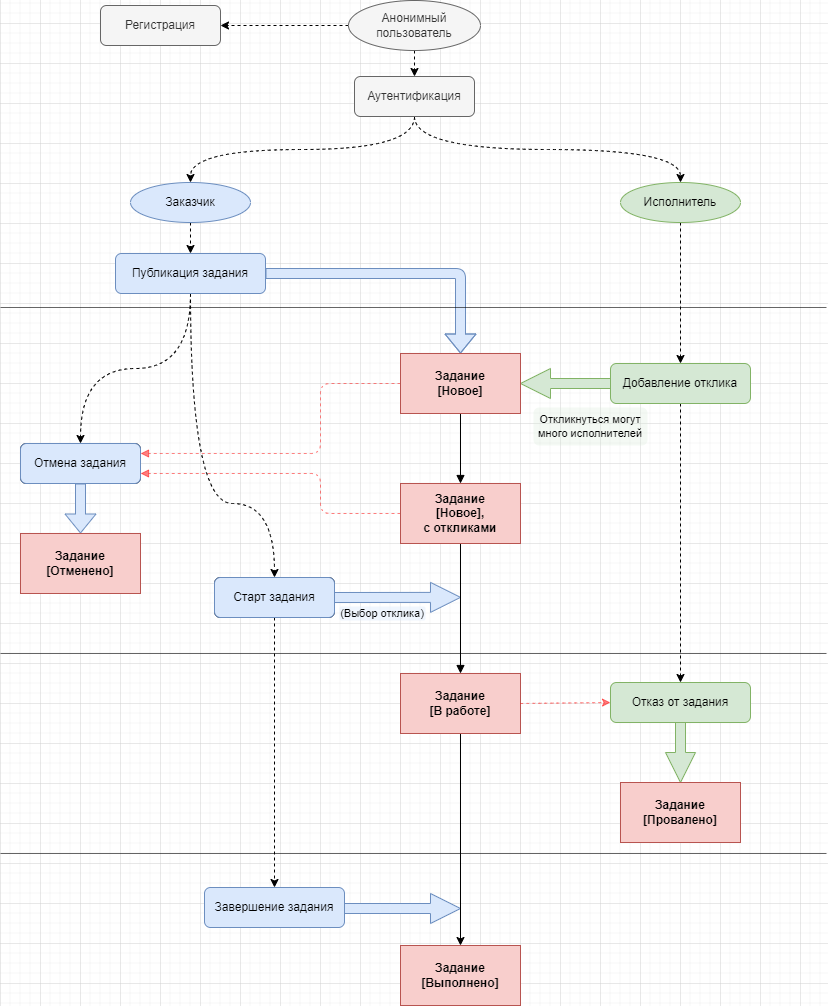 Регистрация
Анонимный
пользователь
Аутентификация
Заказчик
Исполнитель
Публикация задания
Задание
[Новое]
Добавление отклика
Откликнуться могут
много исполнителей
Отмена задания
Задание
[Новое],
с откликами
Задание
[Отменено]
Старт задания
(Выбор отклика)
Задание
[В работе]
Отказ от задания
Задание
[Провалено]
Завершение задания
Задание
[Выполнено]